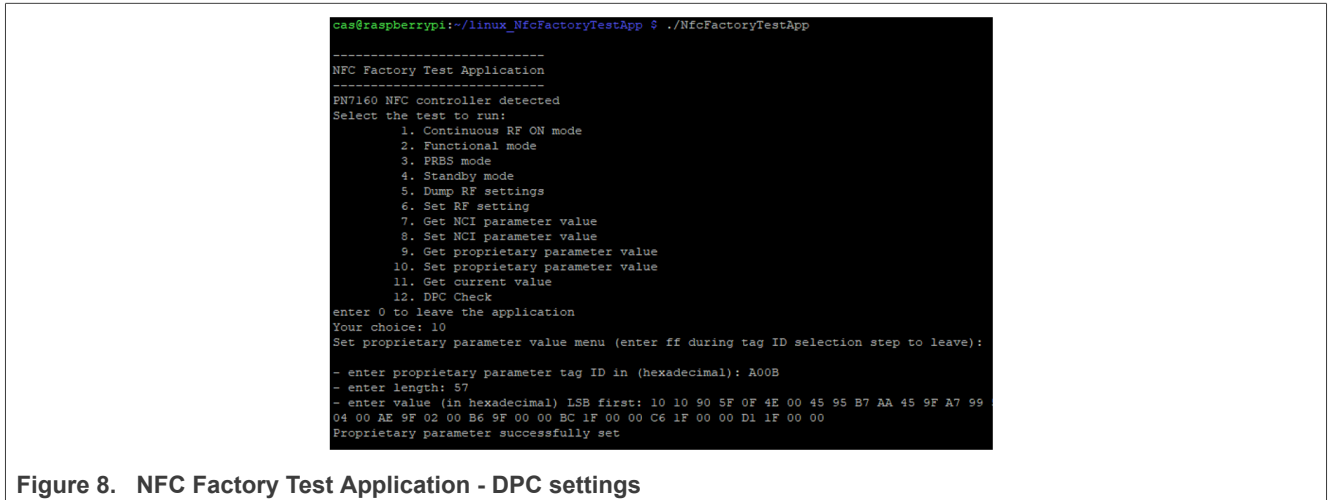 cas@raspberrypi:~/linux_NfcFactoryTestApp $ ./NfcFactoryTestApp
----------------------------
NFC Factory Test Application
----------------------------
PN7160 NFC controller detected
Select the test to run:
1. Continuous RF ON mode
2. Functional mode
3. PRBS mode
4. Standby mode
5. Dump RF settings
6. Set RF setting
7. Get NCI parameter value
8. Set NCI parameter value
9. Get proprietary parameter value
10. Set proprietary parameter value
11. Get current value
12. DPC Check
enter 0 to leave the application
Your choice: 10
Set proprietary parameter value menu (enter ff during tag ID selection step to leave):
- enter proprietary parameter tag ID in (hexadecimal): A00B
- enter length: 57
- enter value (in hexadecimal) LSB first: 10 10 90 5F 0F 4E 00 45 95 B7 AA 45 9F A7 99
04 00 AE 9F 02 00 B6 9F 00 00 BC 1F 00 00 C6 1F 00 00 D1 1F 00 00
Proprietary parameter successfully set
Figure 8. NFC Factory Test Application - DPC settings